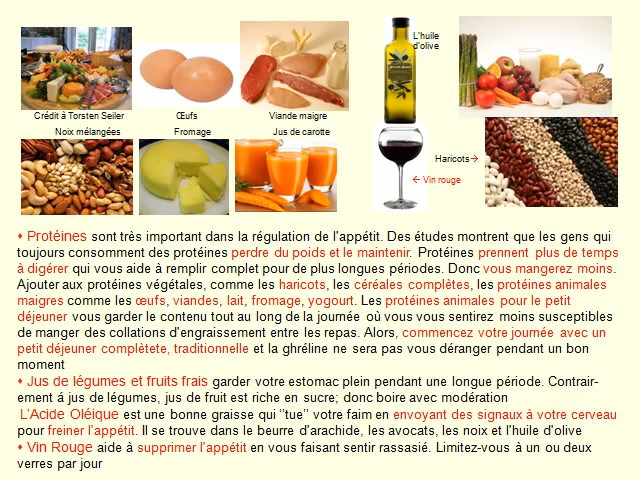 L'huile
d'olive
Crédit à Torsten Seiler Œufs Viande maigre
Noix mélangées Fromage Jus de carotte
Haricots→
← Vin rouge
• Protéines sont très important dans la régulation de l'appétit. Des études montrent que les gens qui
toujours consomment des protéines perdre du poids et le maintenir. Protéines prennent plus de temps
à digérer qui vous aide à remplir complet pour de plus longues périodes. Donc vous mangerez moins.
Ajouter aux protéines végétales, comme les haricots, les céréales complètes, les protéines animales
maigres comme les œufs, viandes, lait, fromage, yogourt. Les protéines animales pour le petit
déjeuner vous garder le contenu tout au long de la journée où vous vous sentirez moins susceptibles
de manger des collations d'engraissement entre les repas. Alors, commencez votre journée avec un
petit déjeuner complètete, traditionnelle et la ghréline ne sera pas vous déranger pendant un bon
moment
• Jus de légumes et fruits frais garder votre estomac plein pendant une longue période. Contrair-
ement á jus de légumes, jus de fruit est riche en sucre; donc boire avec modération
L'Acide Oléique est une bonne graisse qui ''tue'' votre faim en envoyant des signaux à votre cerveau
pour freiner l'appétit. Il se trouve dans le beurre d'arachide, les avocats, les noix et l'huile d'olive
• Vin Rouge aide à supprimer l'appétit en vous faisant sentir rassasié. Limitez-vous à un ou deux
verres par jour